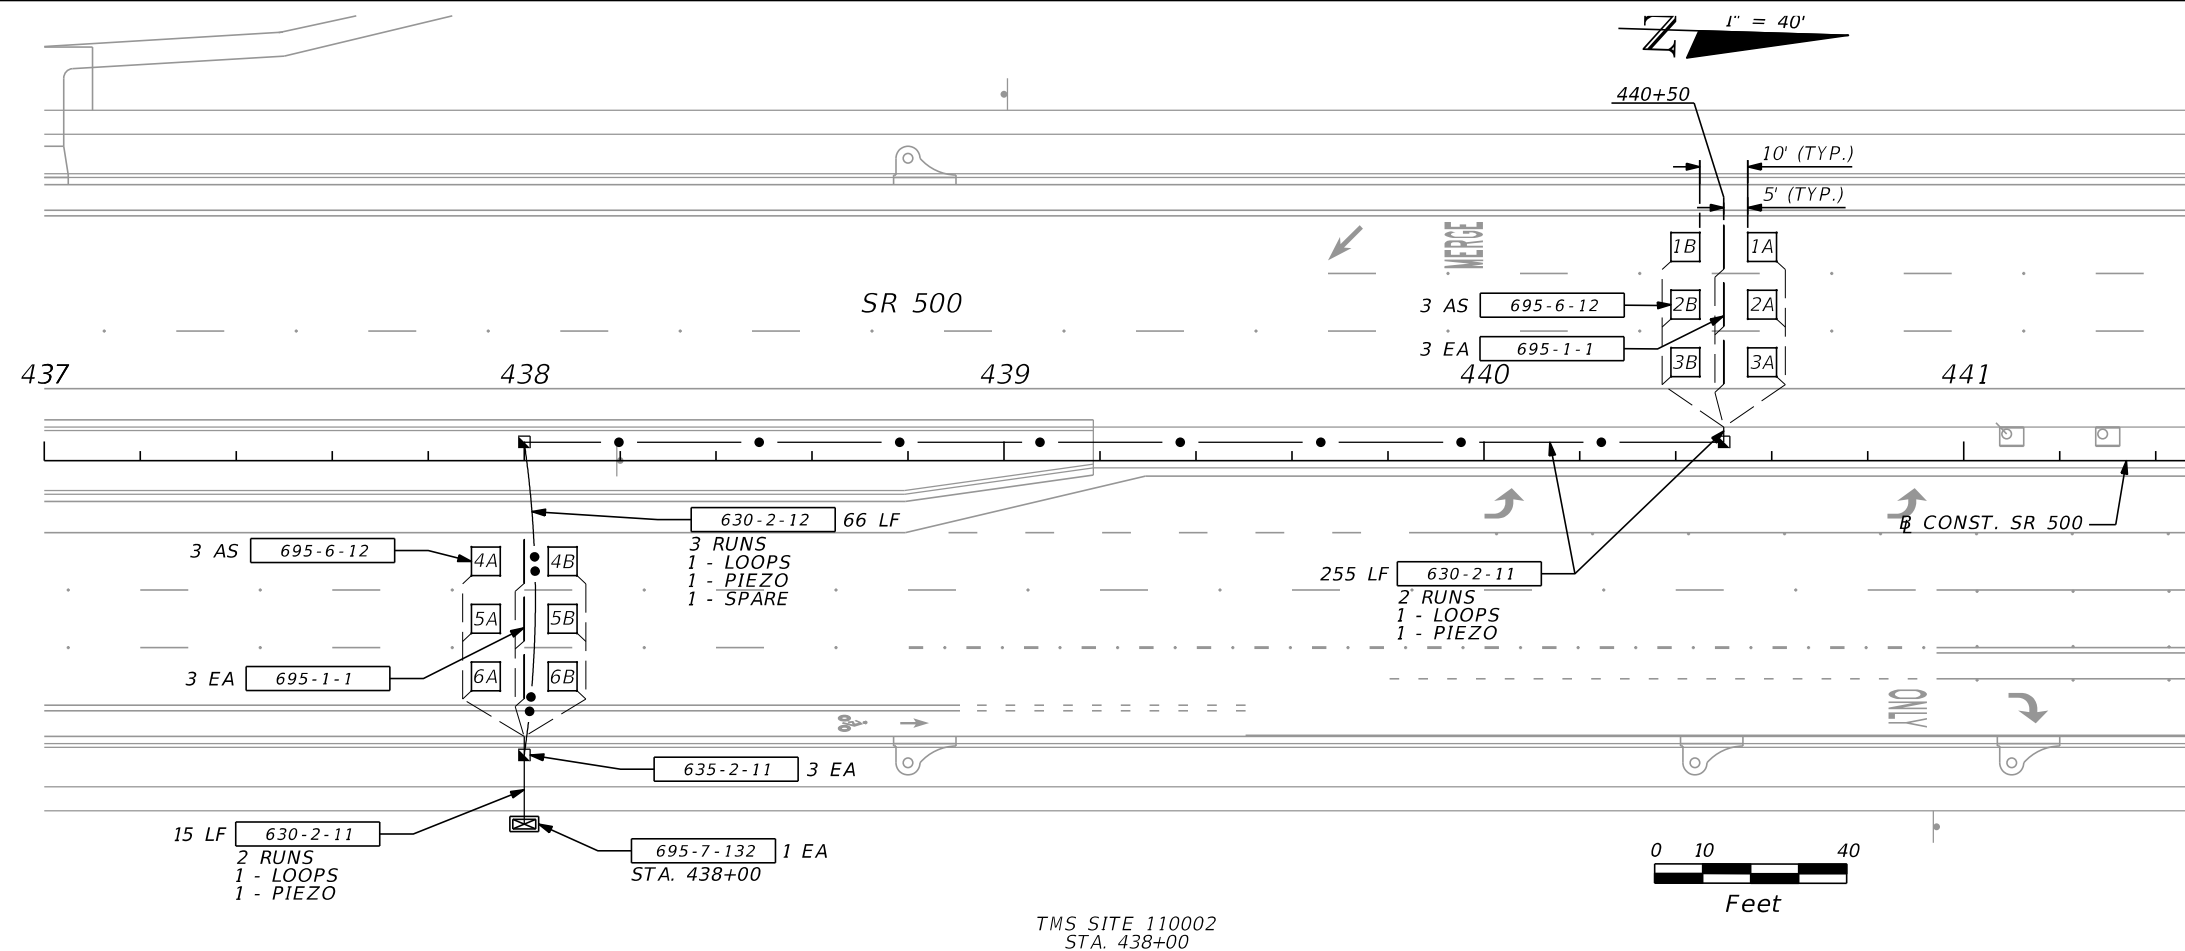 N
1" = 40'
440+50
10' (TYP.)
5' (TYP.)
MERGE
1B
1A
SR 500
3 AS 695-6-12
2B
2A
3 EA 695-1-1
3B
3A
437
438
439
440
441
630-2-12 66 LF
3 RUNS
1 - LOOPS
1 - PIEZO
1 - SPARE
B CONST. SR 500
3 AS 695-6-12
4A
4B
255 LF 630-2-11
2 RUNS
1 - LOOPS
1 - PIEZO
5A
5B
3 EA 695-1-1
6A
6B
ONLY
635-2-11 3 EA
15 LF 630-2-11
2 RUNS
1 - LOOPS
1 - PIEZO
695-7-132 1 EA
STA. 438+00
0 10 40
Feet
TMS SITE 110002
STA. 438+00